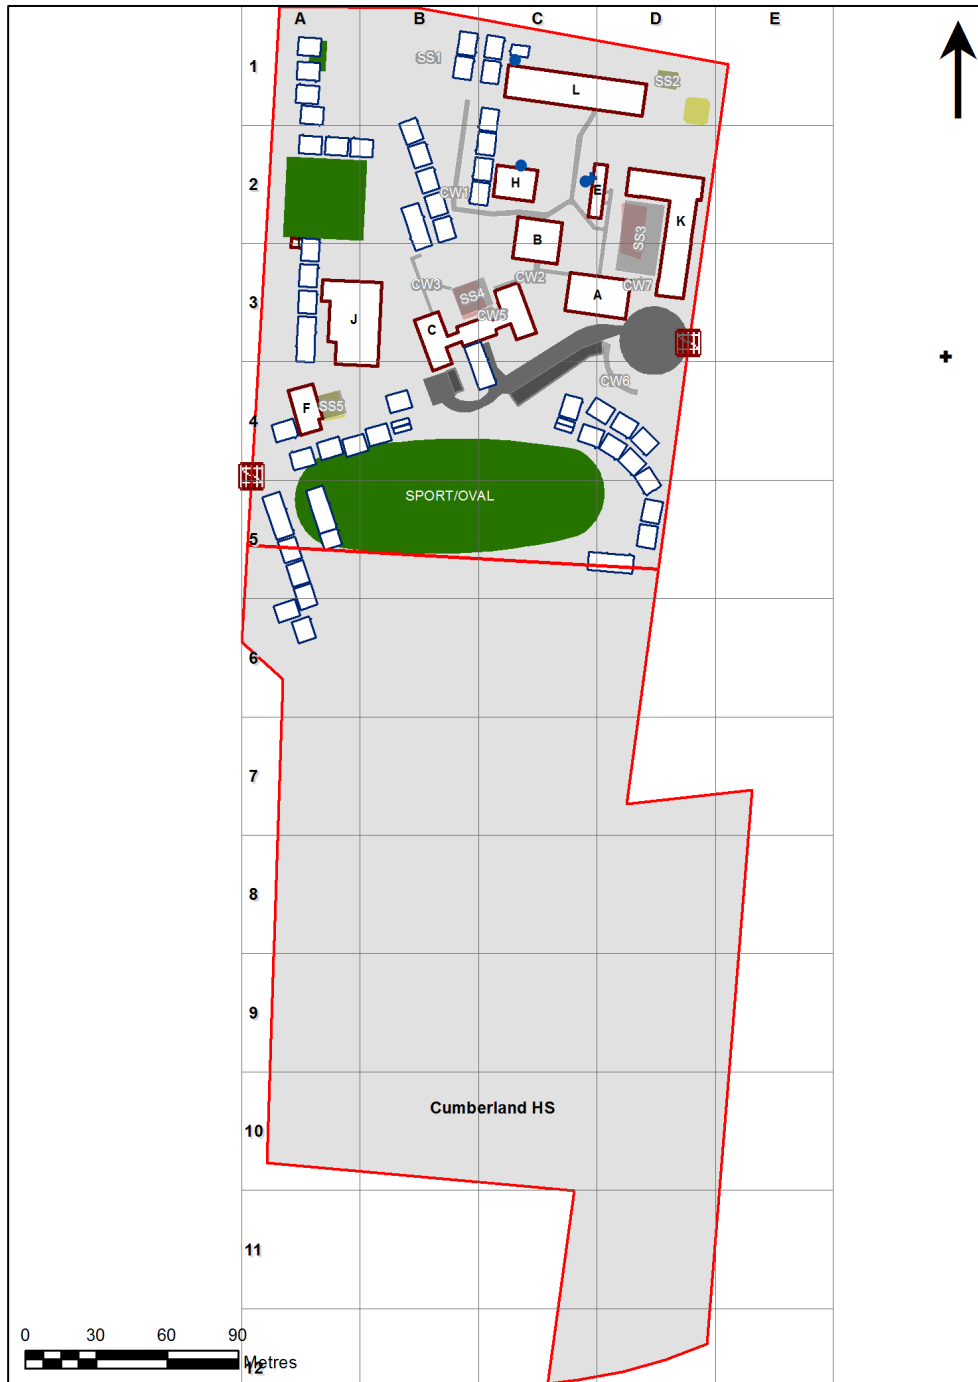 A B C D E
1
SS1
L
SS2
2
H
E
CW1
K
B
SS3
3
CW3
CW2
CW7
SS4
A
J
C
CW5
CW6
4
F
SS5
SPORT/OVAL
5
6
7
8
9
Cumberland HS
10
11
0 30 60 90
Metres
12